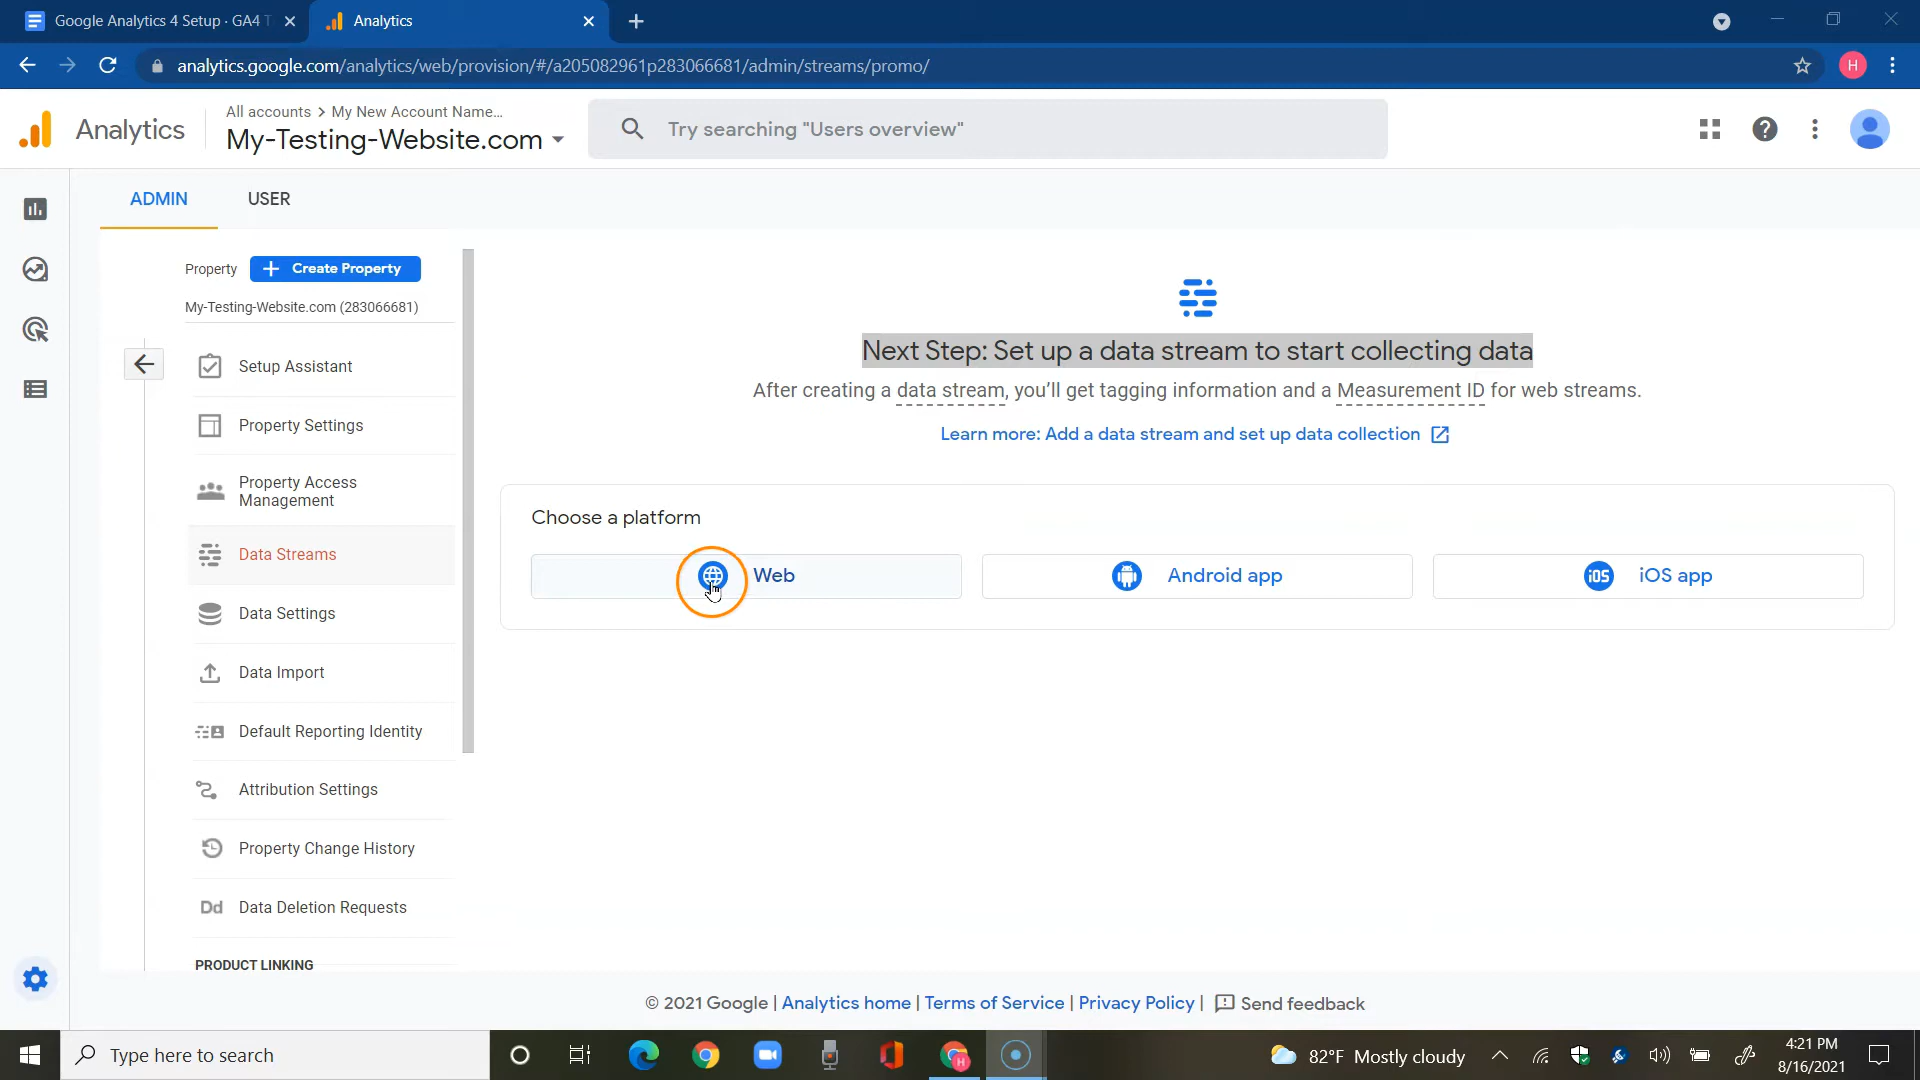 Google Analytics 4 Setup · GA4 T
Analytics
analytics.google.com/analytics/web/provision/#/a205082961p283066681/admin/streams/promo/
H
Analytics
All accounts > My New Account Name...
My-Testing-Website.com
Try searching "Users overview"
ADMIN
USER
Property
Create Property
My-Testing-Website.com (283066681)
Setup Assistant
Property Settings
Property Access
Management
Data Streams
Data Settings
Data Import
Default Reporting Identity
Attribution Settings
Property Change History
Dd Data Deletion Requests
PRODUCT LINKING
Next Step: Set up a data stream to start collecting data
After creating a data stream, you’ll get tagging information and a Measurement ID for web streams.
Learn more: Add a data stream and set up data collection
Choose a platform
Web
Android app
iOS iOS app
© 2021 Google | Analytics home | Terms of Service | Privacy Policy | Send feedback
Type here to search
H
82°F Mostly cloudy
4:21 PM
8/16/2021